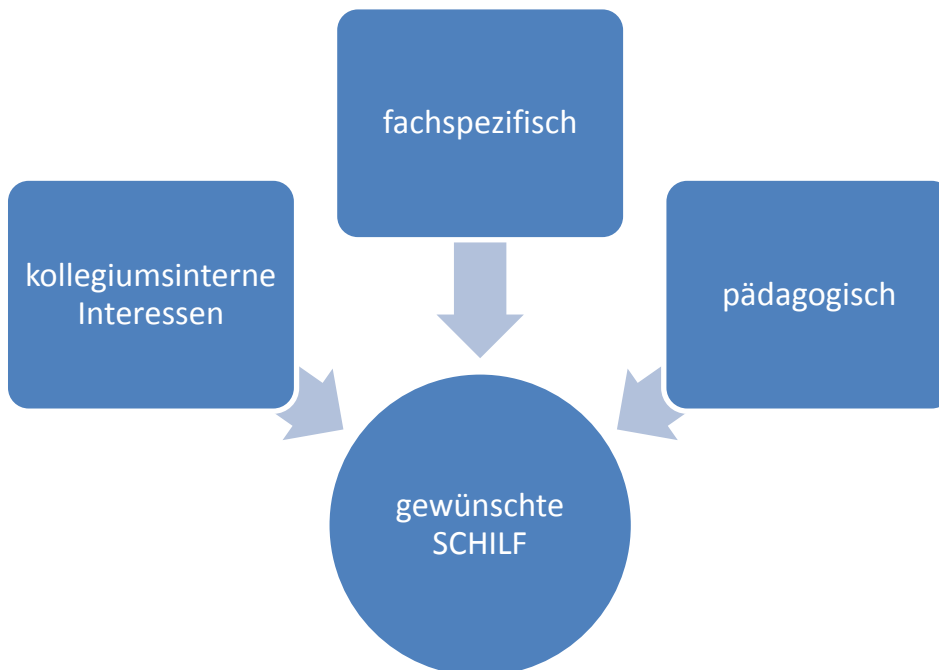 fachspezifisch
kollegiumsinterne
Interessen
pädagogisch
gewünschte
SCHILF